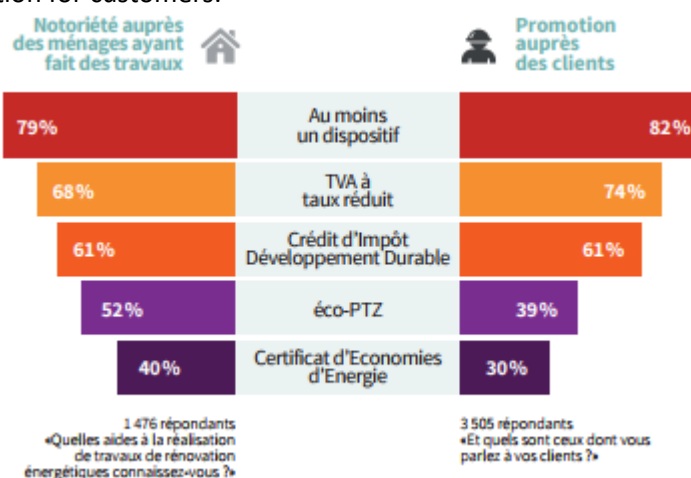 Notoriété auprès
des ménages ayant
fait des travaux
Promotion
auprès
des clients
79%
Au moins
un dispositif
82%
68%
TVA à
taux réduit
74%
61%
Crédit d'Impôt
Développement Durable
61%
52%
éco-PTZ
39%
40%
Certificat d'Economies
d'Energie
30%
1 476 répondants
«Quelles aides à la réalisation
de travaux de rénovation
énergétiques connaissez-vous ?»
3 505 répondants
«Et quels sont ceux dont vous
parlez à vos clients ?»